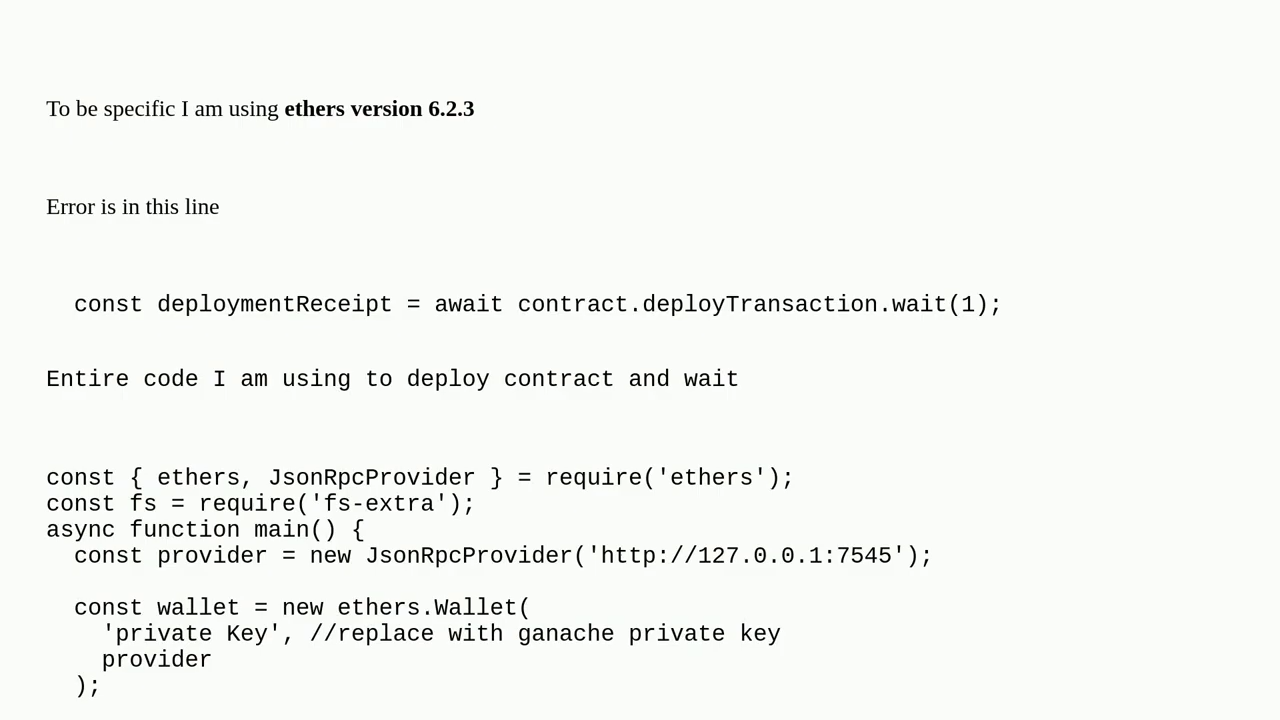 To be specific I am using ethers version 6.2.3
Error is in this line
const deploymentReceipt = await contract.deployTransaction.wait(1);
Entire code I am using to deploy contract and wait
const { ethers, JsonRpcProvider } = require('ethers');
const fs = require('fs-extra');
async function main() {
  const provider = new JsonRpcProvider('http://127.0.0.1:7545');
  const wallet = new ethers.Wallet(
    'private Key', //replace with ganache private key
    provider
  );